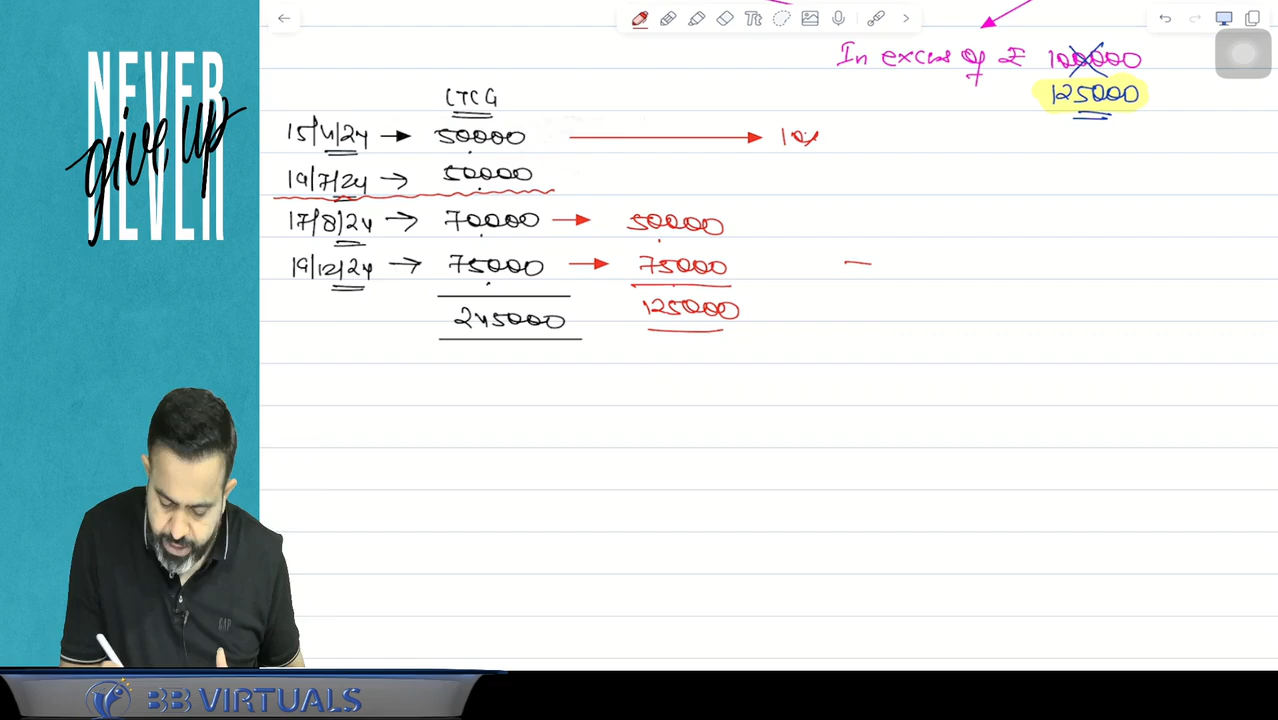 In excess of ₹ 100000
125000
LTCG
15/4/24 → 50000 → 10%
19/7/24 → 50000
17/8/24 → 70000 → 50000
19/12/24 → 75000 → 75000 —
245000 125000
NEVER
give up
NEVER
GAP
BB VIRTUALS